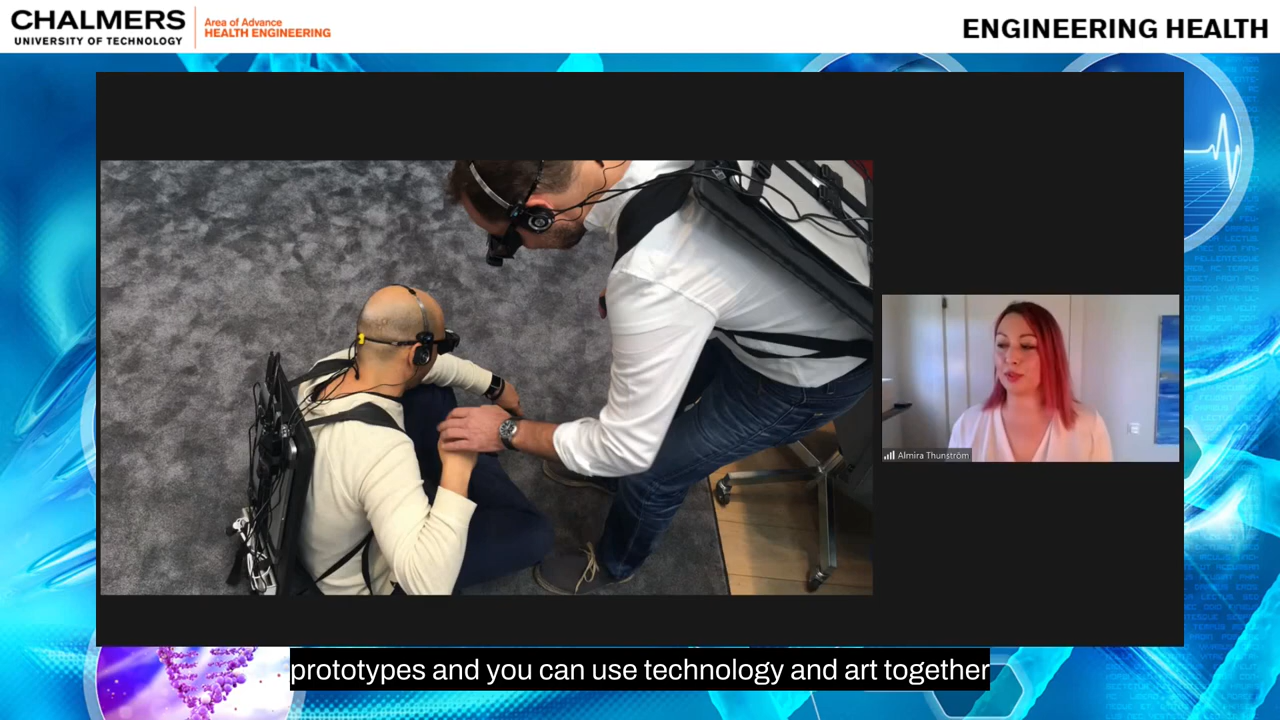 CHALMERS
UNIVERSITY OF TECHNOLOGY
Area of Advance
HEALTH ENGINEERING
ENGINEERING HEALTH
Almira Thunström
prototypes and you can use technology and art together